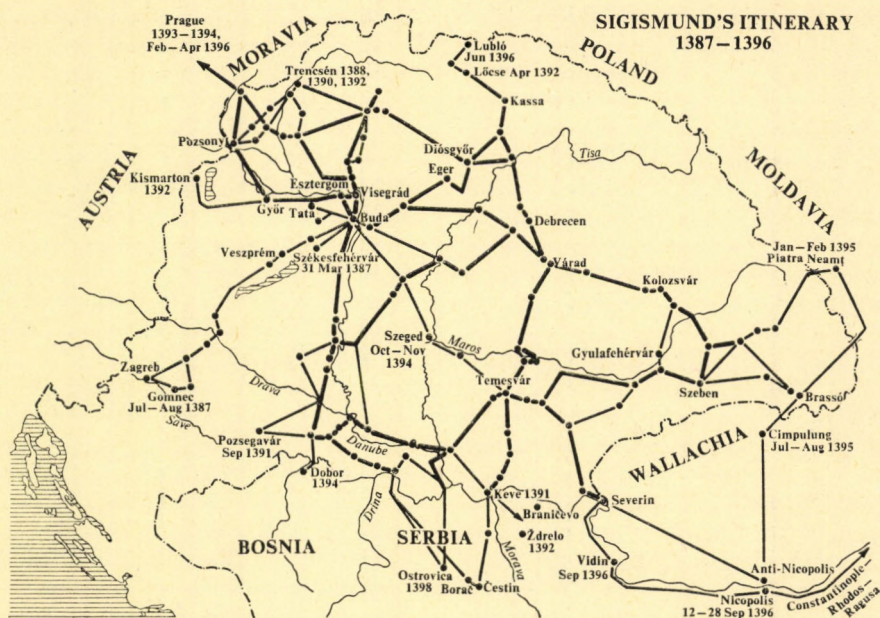 SIGISMUND'S ITINERARY
1387–1396
Prague
1393–1394,
Feb–Apr 1396
MORAVIA
POLAND
Lubló
Jun 1396
Löcse Apr 1392
Trencsén 1388,
1390, 1392
Kassa
Pozsony
Diósgyőr
Tisa
MOLDAVIA
AUSTRIA
Kismarton
1392
Eger
Esztergom
Visegrád
Győr
Tata
Buda
Debrecen
Veszprém
Székesfehérvár
31 Mar 1387
Várad
Jan–Feb 1395
Piatra Neamţ
Kolozsvár
Szeged
Oct–Nov
1394
Maros
Gyulafehérvár
Zagreb
Gomnec
Jul–Aug 1387
Drava
Save
Temesvár
Szeben
Brassó
Pozsegavár
Sep 1391
Danube
Cimpulung
Jul–Aug 1395
WALLACHIA
Dobor
1394
Drina
Keve 1391
Severin
Braničevo
SERBIA
Ždrelo
1392
BOSNIA
Morava
Vidin
Sep 1396
Ostrovica
1398
Borač
Čestin
Anti-Nicopolis
Nicopolis
12–28 Sep 1396
Constantinople–
Rhodos–
Ragusa